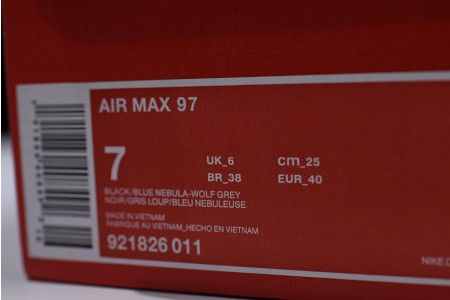 AIR MAX 97
7
UK_6 Cm_25
BR_38 EUR_40
BLACK/BLUE NEBULA-WOLF GREY
NOIR/GRIS LOUP/BLEU NEBULEUSE
MADE IN VIETNAM
FABRIQUE AU VIETNAM_HECHO EN VIETNAM
921826 011
NIKE.C